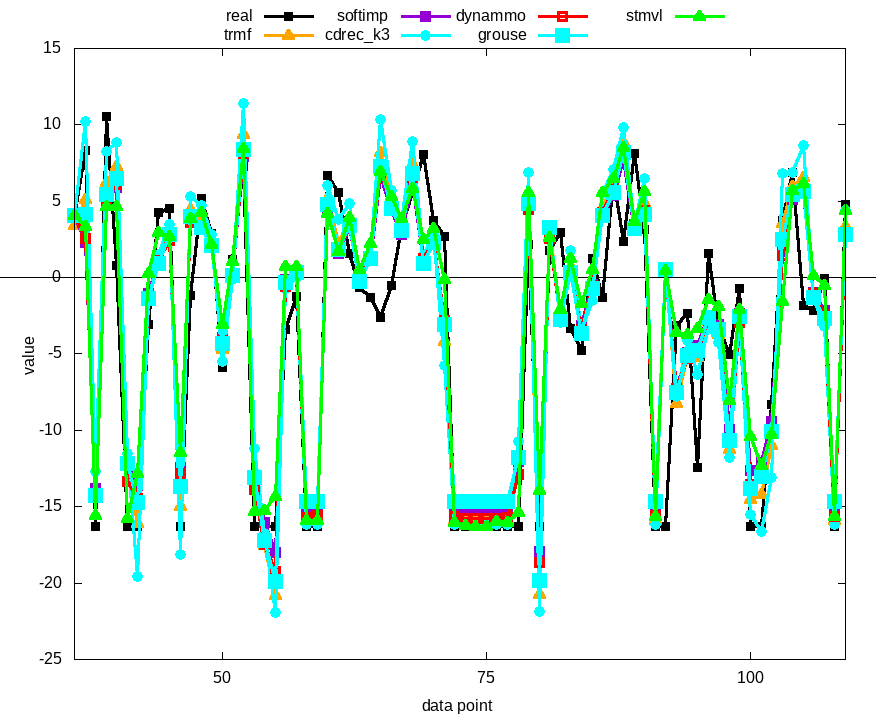 real softimp dynammo stmvl
trmf cdrec_k3 grouse
15
10
5
0
-5
-10
-15
-20
-25
value
50 75 100
data point